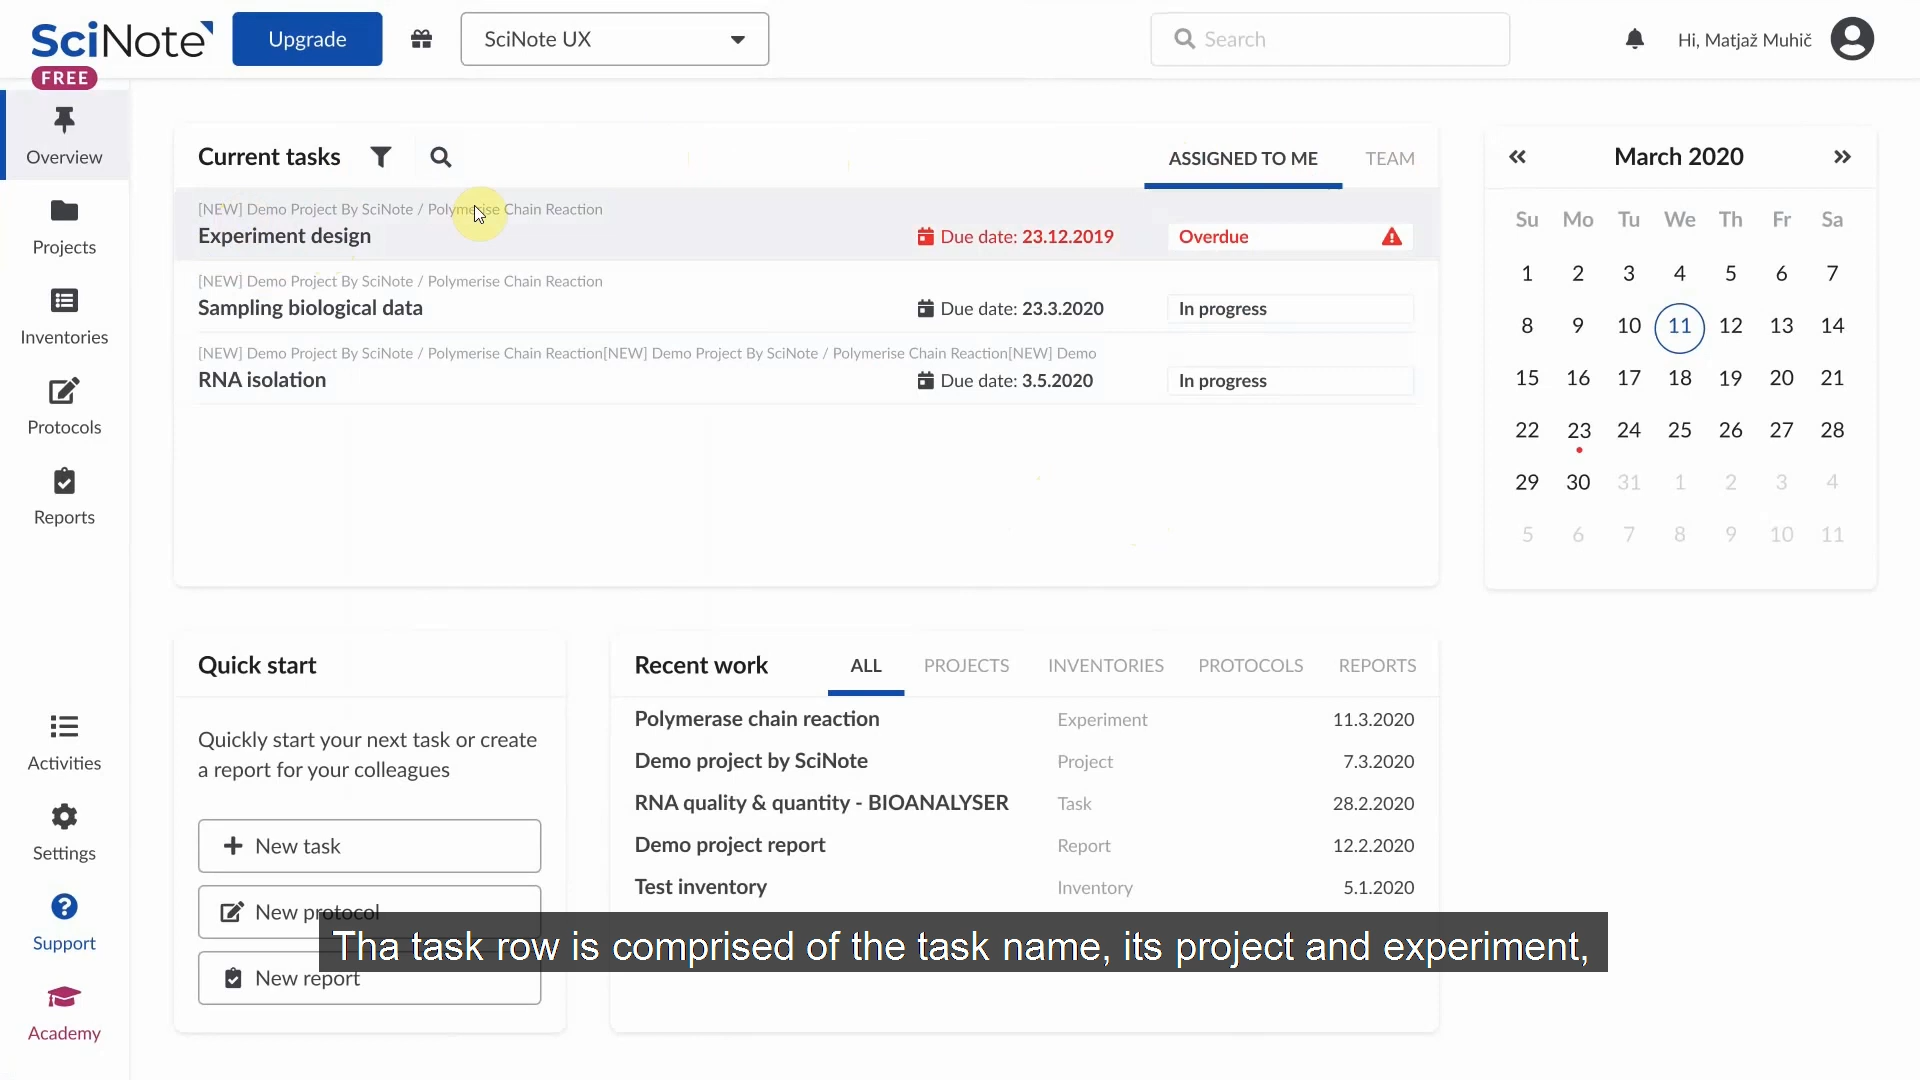 SciNote
FREE
Upgrade
SciNote UX
Search
Hi, Matjaž Muhič
Overview
Projects
Inventories
Protocols
Reports
Activities
Settings
Support
Academy
Current tasks
ASSIGNED TO ME
TEAM
[NEW] Demo Project By SciNote / Polymerise Chain Reaction
Experiment design
Due date: 23.12.2019
Overdue
[NEW] Demo Project By SciNote / Polymerise Chain Reaction
Sampling biological data
Due date: 23.3.2020
In progress
[NEW] Demo Project By SciNote / Polymerise Chain Reaction[NEW] Demo Project By SciNote / Polymerise Chain Reaction[NEW] Demo
RNA isolation
Due date: 3.5.2020
In progress
« March 2020 »
Su Mo Tu We Th Fr Sa
1 2 3 4 5 6 7
8 9 10 11 12 13 14
15 16 17 18 19 20 21
22 23 24 25 26 27 28
29 30 31 1 2 3 4
5 6 7 8 9 10 11
Quick start
Quickly start your next task or create
a report for your colleagues
New task
New protocol
New report
Recent work
ALL
PROJECTS
INVENTORIES
PROTOCOLS
REPORTS
Polymerase chain reaction Experiment 11.3.2020
Demo project by SciNote Project 7.3.2020
RNA quality & quantity - BIOANALYSER Task 28.2.2020
Demo project report Report 12.2.2020
Test inventory Inventory 5.1.2020
Tha task row is comprised of the task name, its project and experiment,